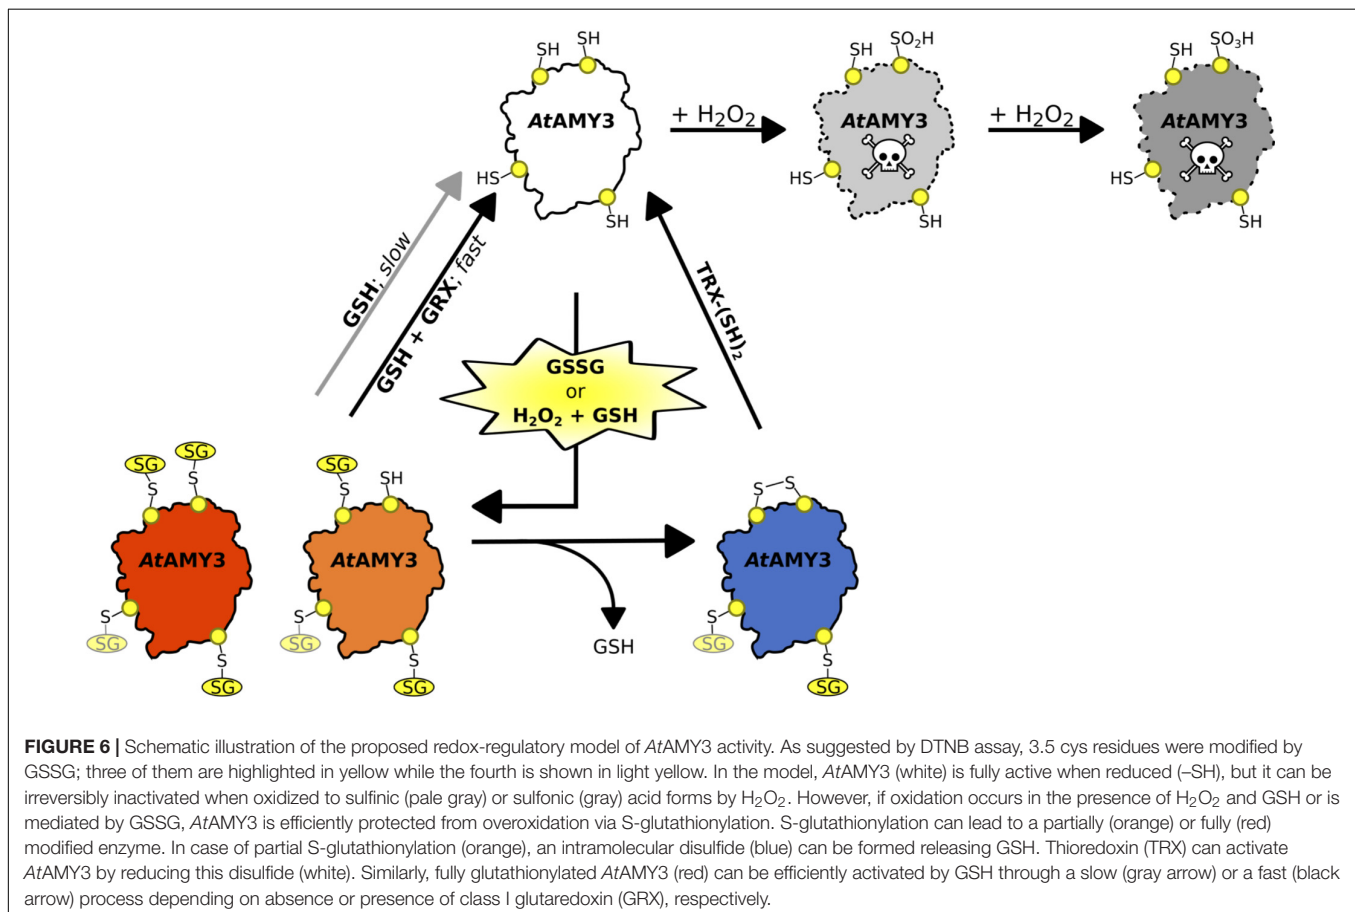 SH
SH
AtAMY3
HS
SH
+ H₂O₂
SH
SO₂H
AtAMY3
HS
SH
+ H₂O₂
SH
SO₃H
AtAMY3
HS
SH
GSH; slow
GSH + GRX; fast
GSSG
or
H₂O₂ + GSH
TRX-(SH)₂
SG
SG
S
S
AtAMY3
S
SG
S
SG
SG
SH
S
AtAMY3
S
SG
S
SG
GSH
S
S
AtAMY3
S
SG
S
SG
FIGURE 6 | Schematic illustration of the proposed redox-regulatory model of AtAMY3 activity. As suggested by DTNB assay, 3.5 cys residues were modified by
GSSG; three of them are highlighted in yellow while the fourth is shown in light yellow. In the model, AtAMY3 (white) is fully active when reduced (–SH), but it can be
irreversibly inactivated when oxidized to sulfinic (pale gray) or sulfonic (gray) acid forms by H₂O₂. However, if oxidation occurs in the presence of H₂O₂ and GSH or is
mediated by GSSG, AtAMY3 is efficiently protected from overoxidation via S-glutathionylation. S-glutathionylation can lead to a partially (orange) or fully (red)
modified enzyme. In case of partial S-glutathionylation (orange), an intramolecular disulfide (blue) can be formed releasing GSH. Thioredoxin (TRX) can activate
AtAMY3 by reducing this disulfide (white). Similarly, fully glutathionylated AtAMY3 (red) can be efficiently activated by GSH through a slow (gray arrow) or a fast (black
arrow) process depending on absence or presence of class I glutaredoxin (GRX), respectively.